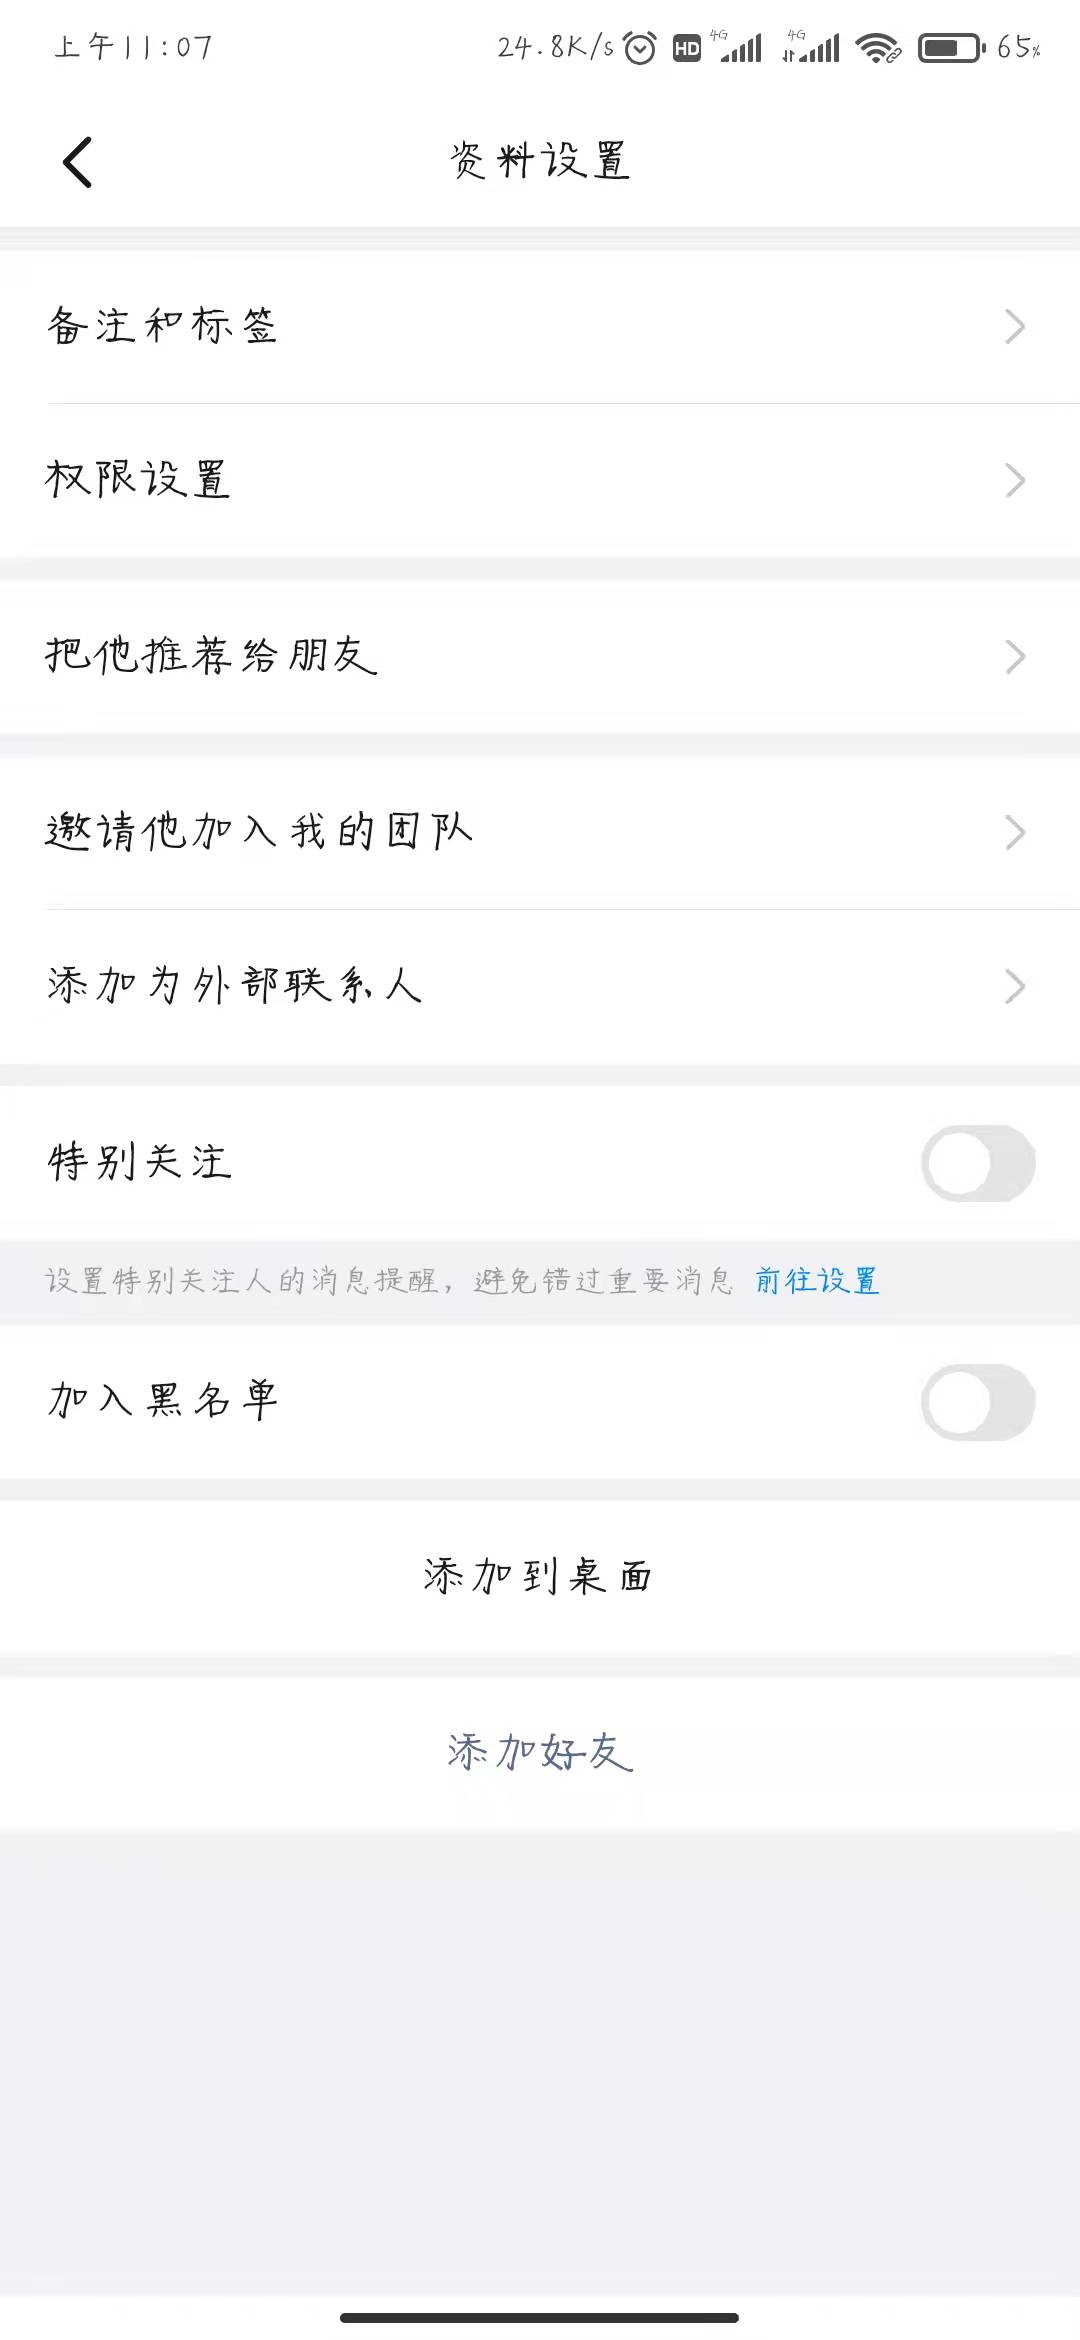 上午11:07 24.8K/s HD 4G 4G 65%
资料设置
备注和标签
权限设置
把他推荐给朋友
邀请他加入我的团队
添加为外部联系人
特别关注
设置特别关注人的消息提醒，避免错过重要消息 前往设置
加入黑名单
添加到桌面
添加好友